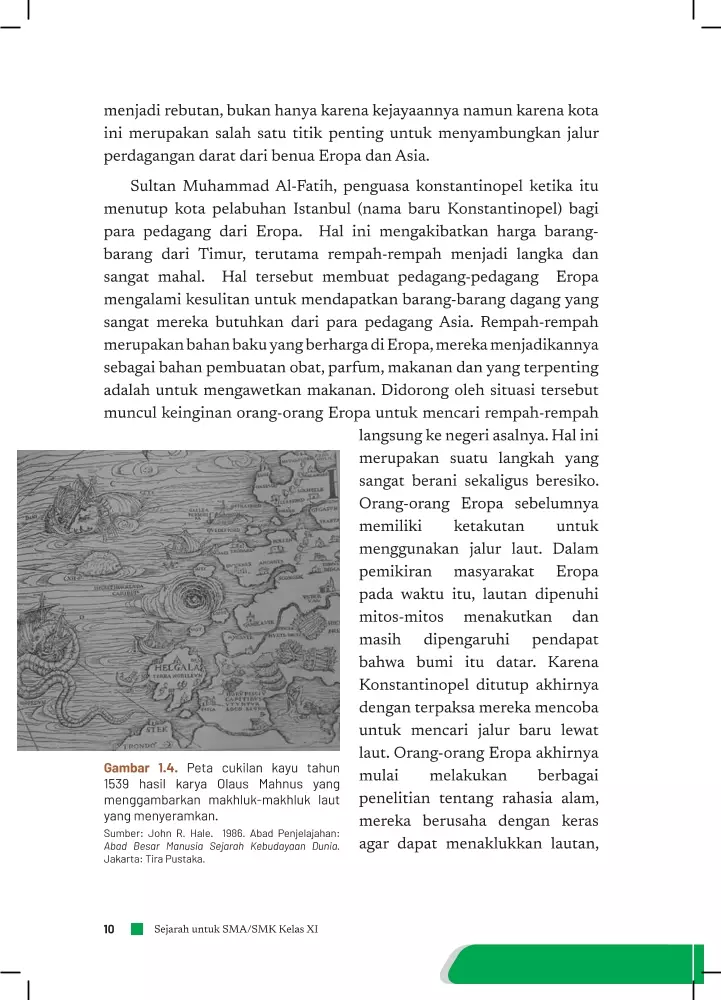 menjadi rebutan, bukan hanya karena kejayaannya namun karena kota
ini merupakan salah satu titik penting untuk menyambungkan jalur
perdagangan darat dari benua Eropa dan Asia.
Sultan Muhammad Al-Fatih, penguasa konstantinopel ketika itu
menutup kota pelabuhan Istanbul (nama baru Konstantinopel) bagi
para pedagang dari Eropa. Hal ini mengakibatkan harga barang-
barang dari Timur, terutama rempah-rempah menjadi langka dan
sangat mahal. Hal tersebut membuat pedagang-pedagang Eropa
mengalami kesulitan untuk mendapatkan barang-barang dagang yang
sangat mereka butuhkan dari para pedagang Asia. Rempah-rempah
merupakan bahan baku yang berharga di Eropa, mereka menjadikannya
sebagai bahan pembuatan obat, parfum, makanan dan yang terpenting
adalah untuk mengawetkan makanan. Didorong oleh situasi tersebut
muncul keinginan orang-orang Eropa untuk mencari rempah-rempah
langsung ke negeri asalnya. Hal ini
merupakan suatu langkah yang
sangat berani sekaligus beresiko.
Orang-orang Eropa sebelumnya
memiliki ketakutan untuk
menggunakan jalur laut. Dalam
pemikiran masyarakat Eropa
pada waktu itu, lautan dipenuhi
mitos-mitos menakutkan dan
masih dipengaruhi pendapat
bahwa bumi itu datar. Karena
Konstantinopel ditutup akhirnya
dengan terpaksa mereka mencoba
untuk mencari jalur baru lewat
laut. Orang-orang Eropa akhirnya
mulai melakukan berbagai
penelitian tentang rahasia alam,
mereka berusaha dengan keras
agar dapat menaklukkan lautan,
HELGALA
STEE
Gambar 1.4. Peta cukilan kayu tahun
1539 hasil karya Olaus Mahnus yang
menggambarkan makhluk-makhluk laut
yang menyeramkan.
Sumber: John R. Hale. 1986. Abad Penjelajahan:
Abad Besar Manusia Sejarah Kebudayaan Dunia.
Jakarta: Tira Pustaka.
10 Sejarah untuk SMA/SMK Kelas XI